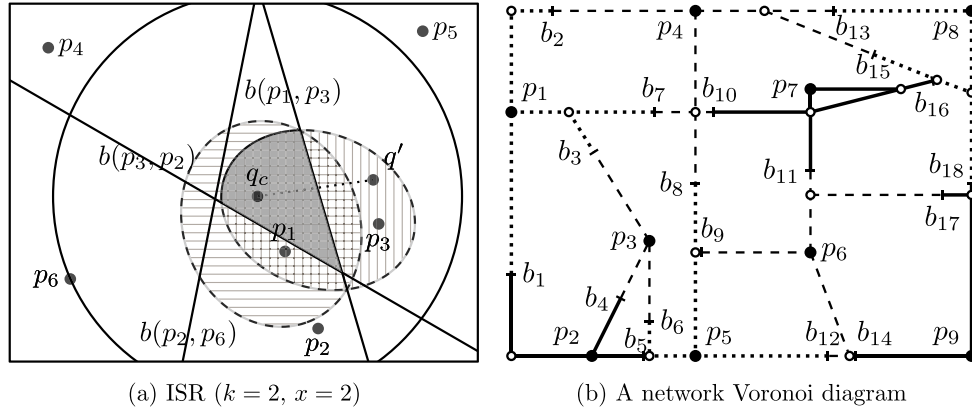 p₄
p₅
b(p₁, p₃)
b(p₃, p₂)
q_c
q′
p₁
p₃
p₆
b(p₂, p₆)
p₂
(a) ISR (k = 2, x = 2)
b₂
p₄
b₁₃
p₈
b₁₅
p₁
b₇
b₁₀
p₇
b₁₆
b₃
b₈
b₁₁
b₁₈
b₁₇
p₃
b₉
p₆
b₁
b₄
p₂
b₅
b₆
p₅
b₁₂
b₁₄
p₉
(b) A network Voronoi diagram